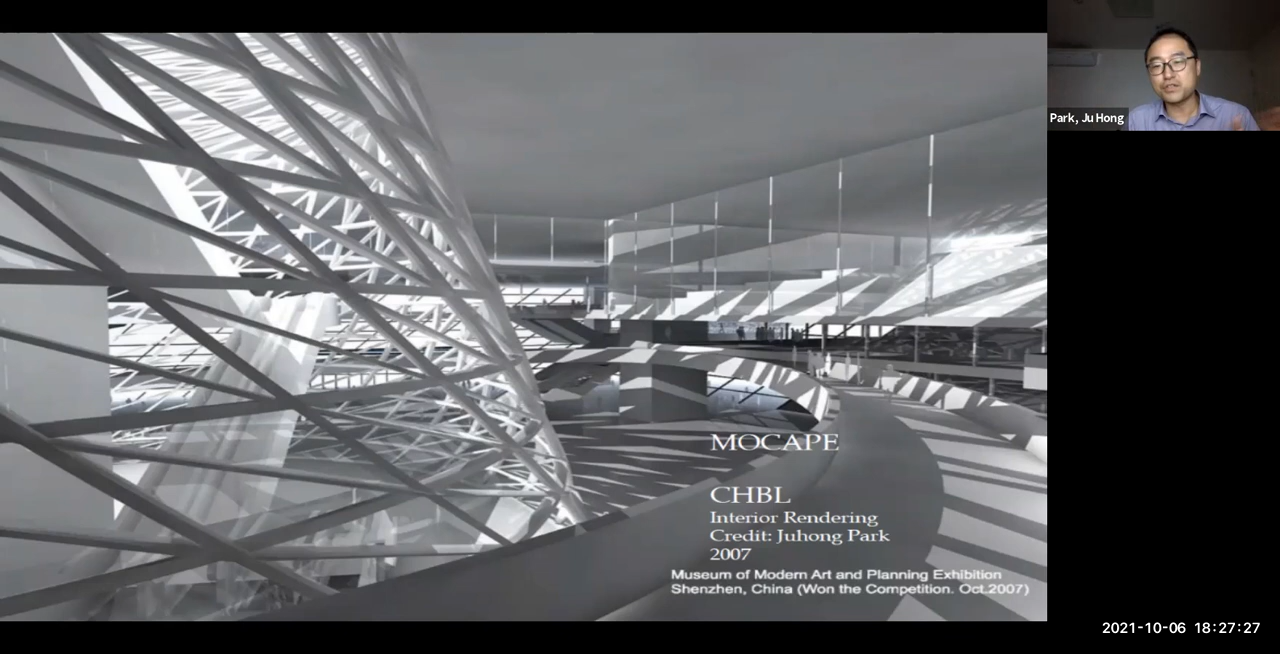 Park, Ju Hong
MOCAPE
CHBL
Interior Rendering
Credit: Juhong Park
2007
Museum of Modern Art and Planning Exhibition
Shenzhen, China (Won the Competition. Oct.2007)
2021-10-06 18:27:27